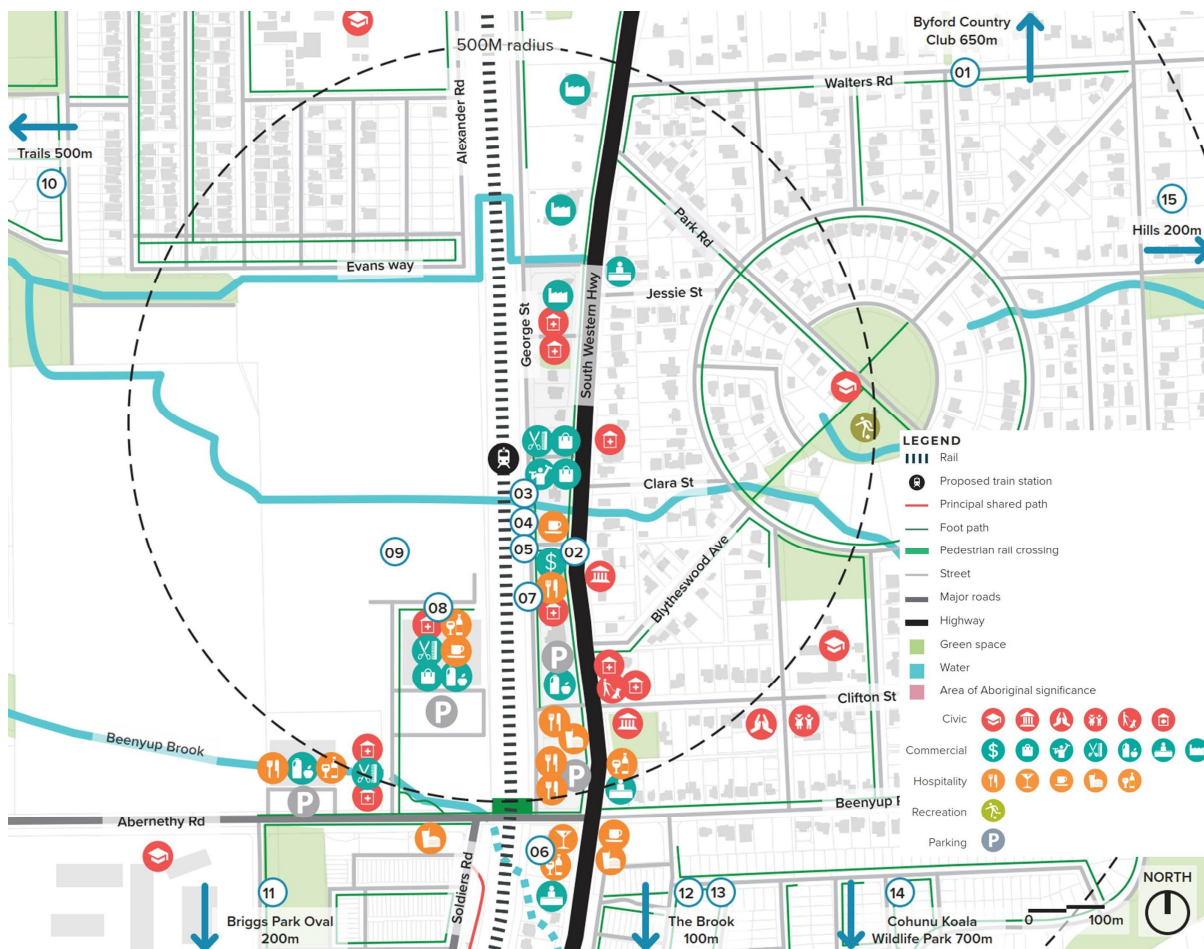 Byford Country
Club 650m
500M radius
01
Walters Rd
Alexander Rd
Trails 500m
10
15
Hills 200m
Park Rd
Evans way
Jessie St
George St
South Western Hwy
Clara St
03
04
05
02
09
07
08
Blytheswood Ave
Clifton St
Beenyup Brook
P
P
P
P
$
Abernethy Rd
Beenyup
06
Soldiers Rd
11
Briggs Park Oval
200m
12
13
The Brook
100m
14
Cohunu Koala
Wildlife Park 700m
0
100m
NORTH
LEGEND
Rail
Proposed train station
Principal shared path
Foot path
Pedestrian rail crossing
Street
Major roads
Highway
Green space
Water
Area of Aboriginal significance
Civic
Commercial
$
Hospitality
Recreation
Parking
P